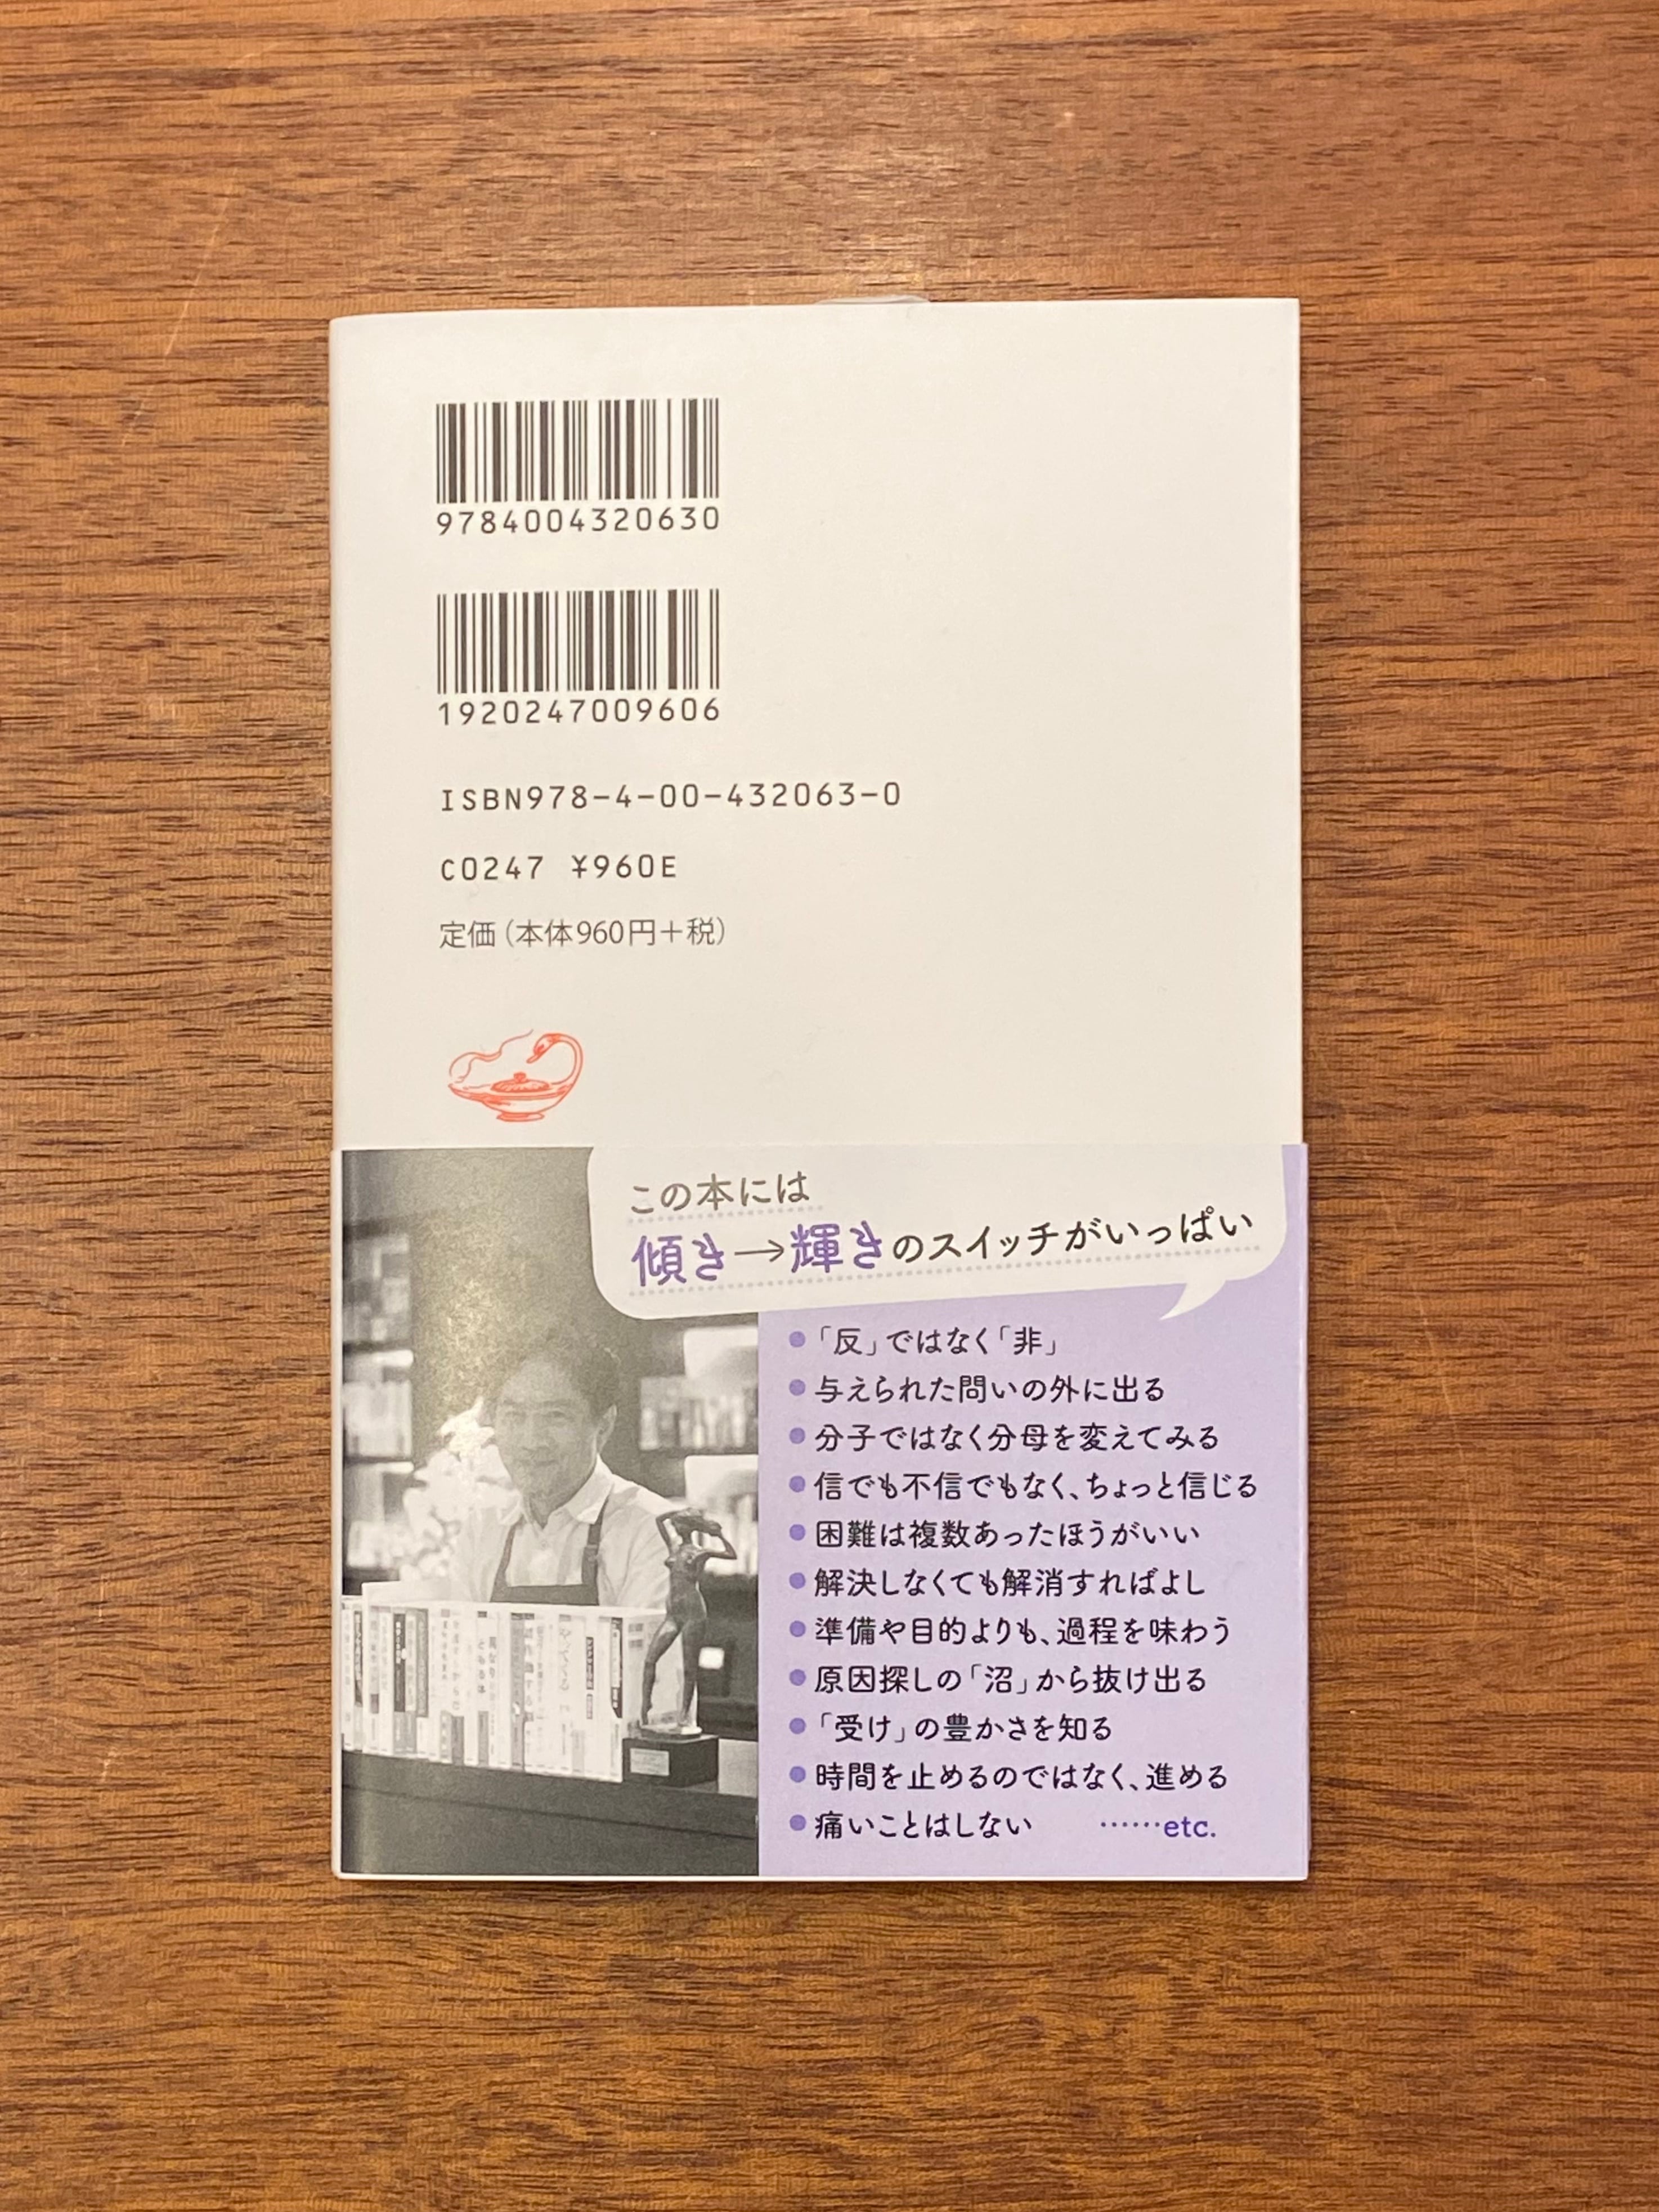 9784004320630
1920247009606
ISBN978-4-00-432063-0
C0247 ¥960E
定価(本体960円+税)
この本には
傾き→輝きのスイッチがいっぱい
●「反」ではなく「非」
●与えられた問いの外に出る
●分子ではなく分母を変えてみる
●信でも不信でもなく、ちょっと信じる
●困難は複数あったほうがいい
●解決しなくても解消すればよし
●準備や目的よりも、過程を味わう
●原因探しの「沼」から抜け出る
●「受け」の豊かさを知る
●時間を止めるのではなく、進める
●痛いことはしない ……etc.